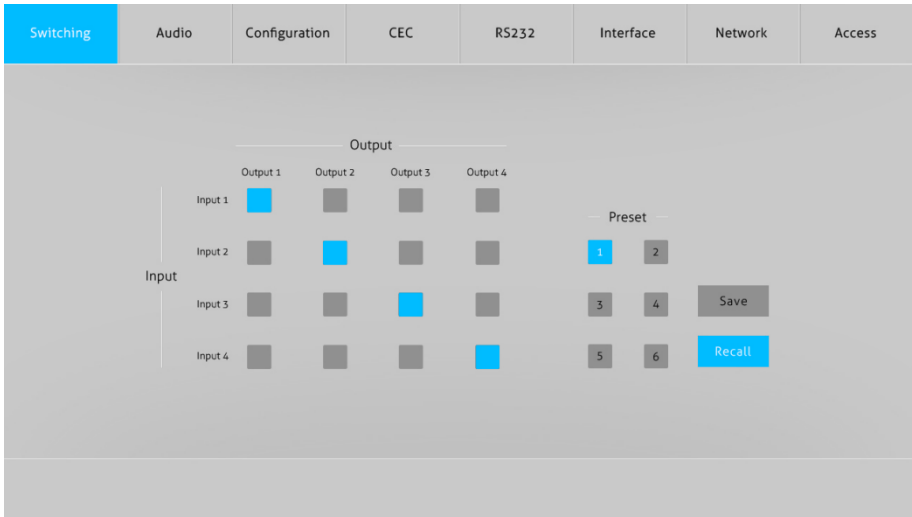 Switching Audio Configuration CEC RS232 Interface Network Access
Output
Output 1 Output 2 Output 3 Output 4
Input 1
Preset
Input 2
1 2
Input
Input 3
3 4
Save
Input 4
5 6
Recall